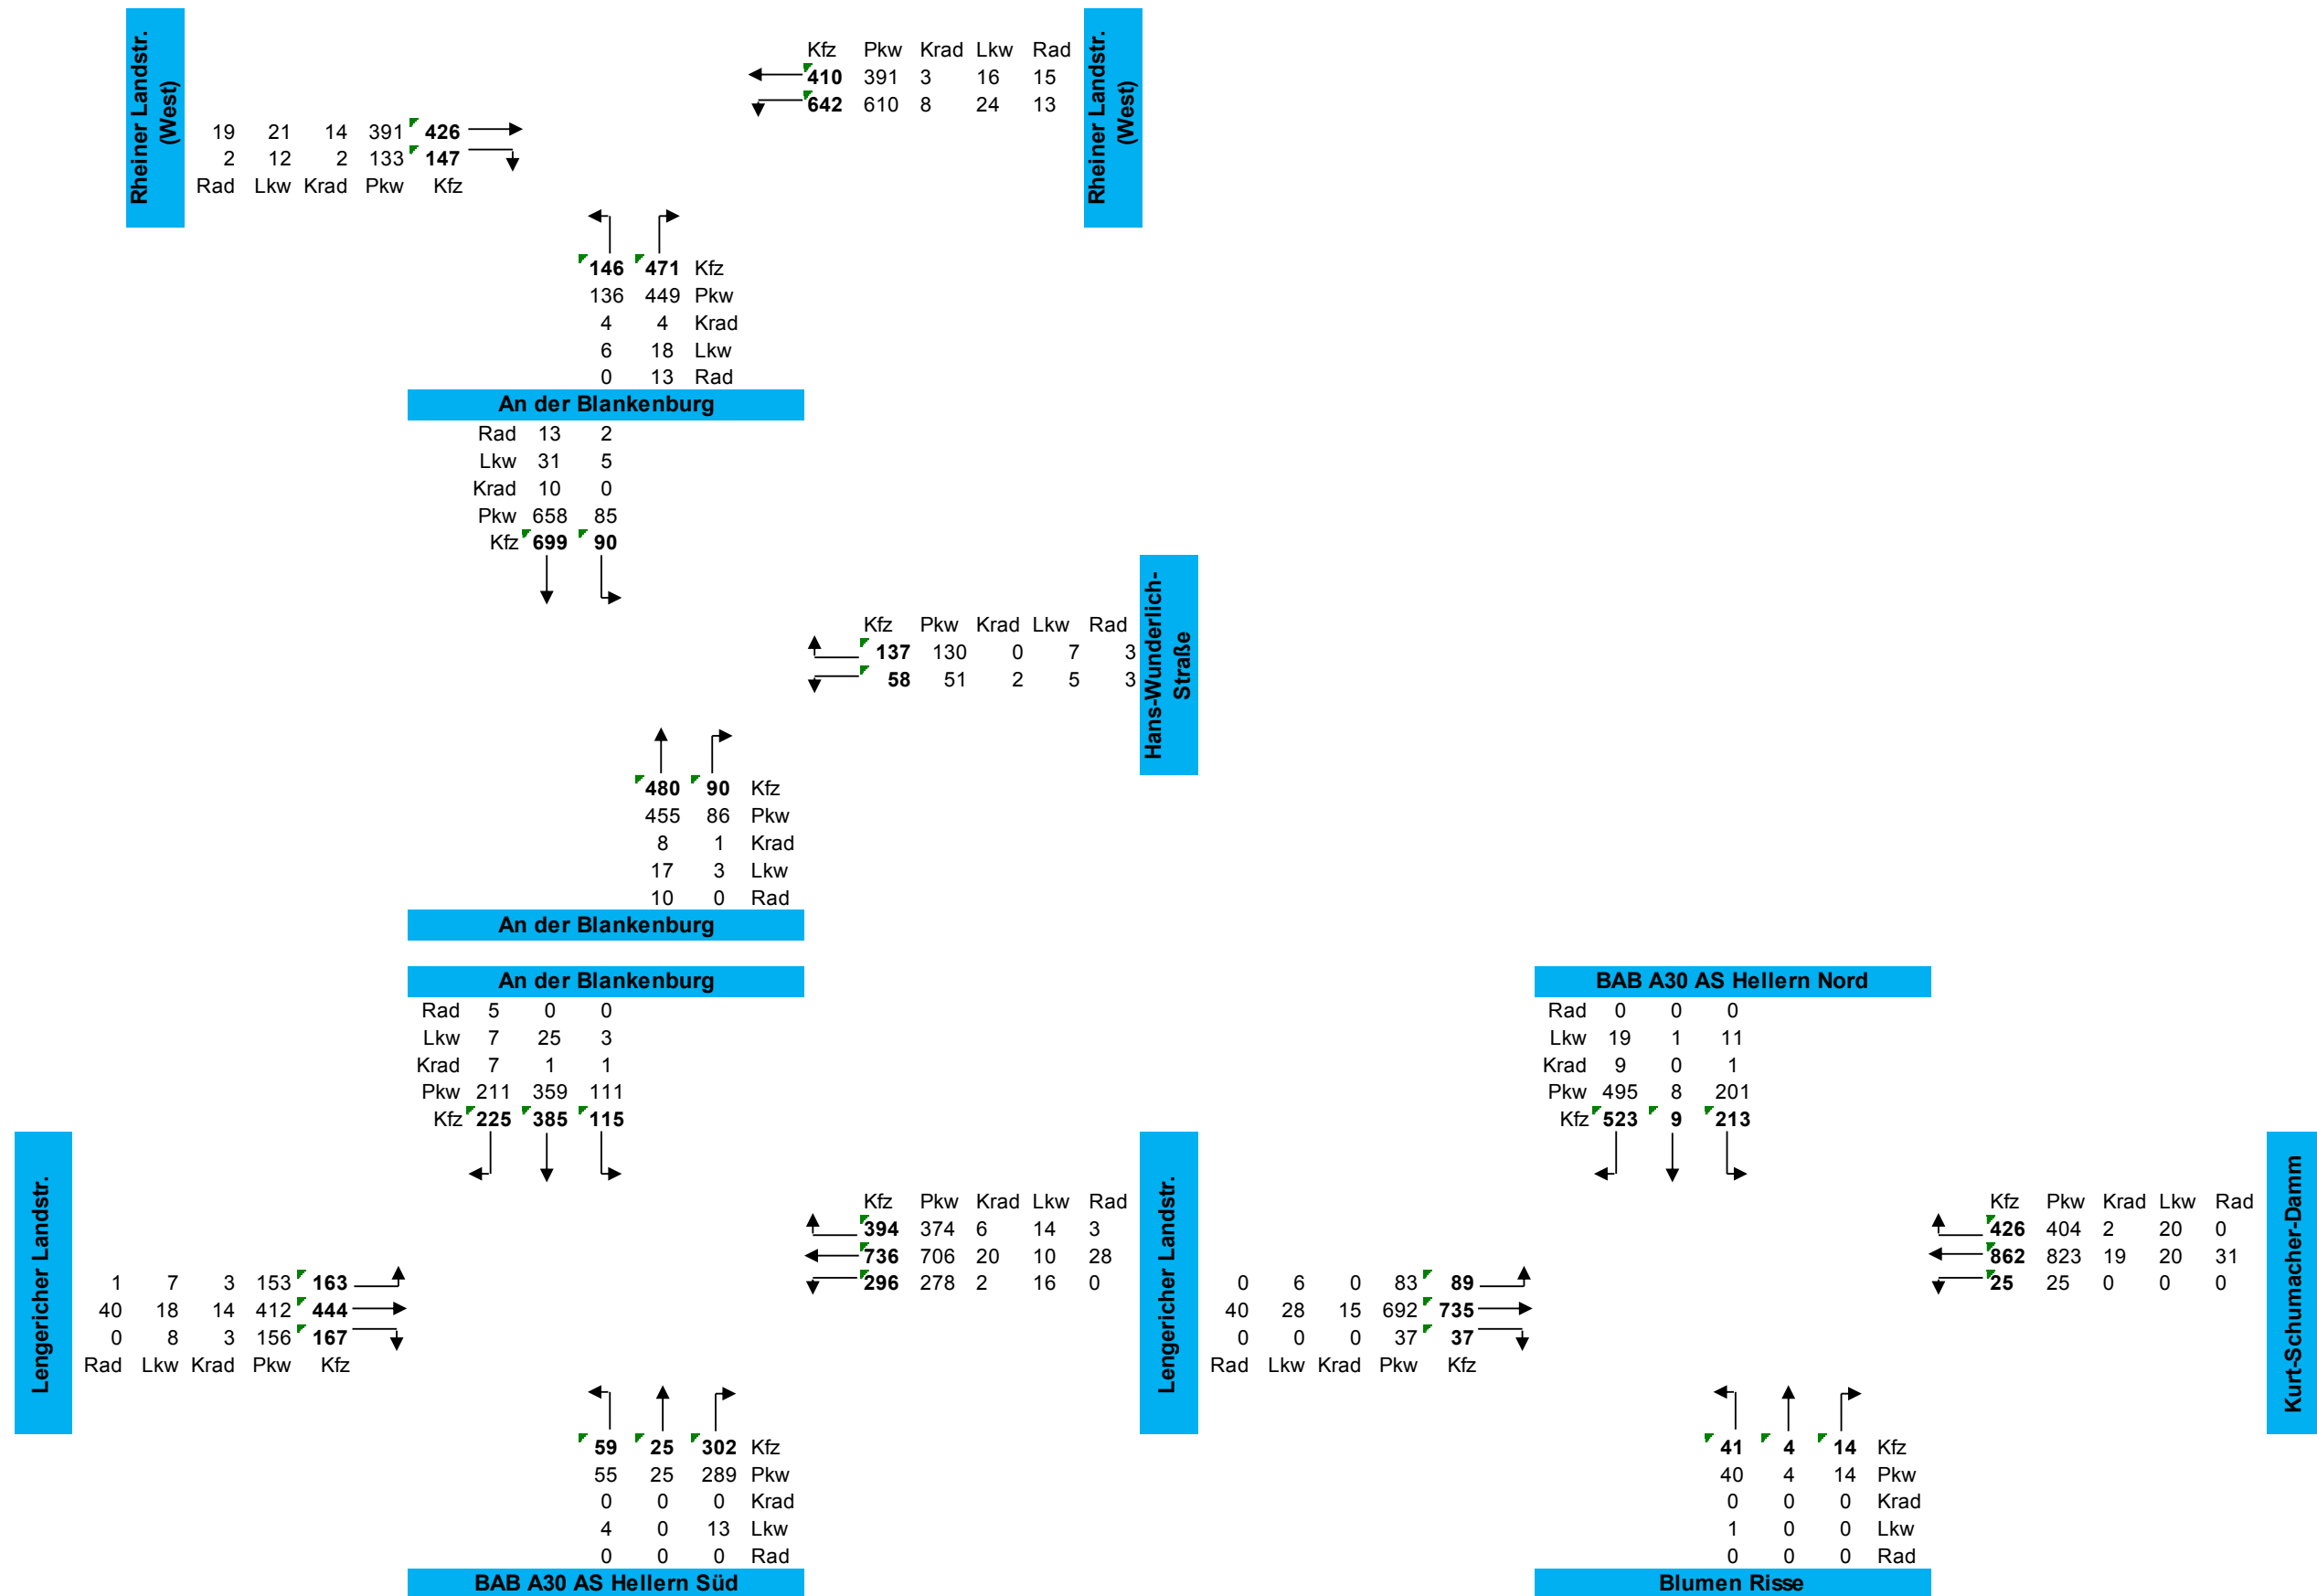 Rheiner Landstr.
(West)
Kfz Pkw Krad Lkw Rad
410 391 3 16 15
642 610 8 24 13
Rheiner Landstr.
(West)
19 21 14 391 426
2 12 2 133 147
Rad Lkw Krad Pkw Kfz
146 471 Kfz
136 449 Pkw
4 4 Krad
6 18 Lkw
0 13 Rad
An der Blankenburg
Rad 13 2
Lkw 31 5
Krad 10 0
Pkw 658 85
Kfz 699 90
Kfz Pkw Krad Lkw Rad
137 130 0 7 3
58 51 2 5 3
Hans-Wunderlich-
Straße
480 90 Kfz
455 86 Pkw
8 1 Krad
17 3 Lkw
10 0 Rad
An der Blankenburg
An der Blankenburg
Rad 5 0 0
Lkw 7 25 3
Krad 7 1 1
Pkw 211 359 111
Kfz 225 385 115
Lengericher Landstr.
1 7 3 153 163
40 18 14 412 444
0 8 3 156 167
Rad Lkw Krad Pkw Kfz
Kfz Pkw Krad Lkw Rad
394 374 6 14 3
736 706 20 10 28
296 278 2 16 0
59 25 302 Kfz
55 25 289 Pkw
0 0 0 Krad
4 0 13 Lkw
0 0 0 Rad
BAB A30 AS Hellern Süd
BAB A30 AS Hellern Nord
Rad 0 0 0
Lkw 19 1 11
Krad 9 0 1
Pkw 495 8 201
Kfz 523 9 213
Lengericher Landstr.
0 6 0 83 89
40 28 15 692 735
0 0 0 37 37
Rad Lkw Krad Pkw Kfz
Kfz Pkw Krad Lkw Rad
426 404 2 20 0
862 823 19 20 31
25 25 0 0 0
Kurt-Schumacher-Damm
41 4 14 Kfz
40 4 14 Pkw
0 0 0 Krad
1 0 0 Lkw
0 0 0 Rad
Blumen Risse